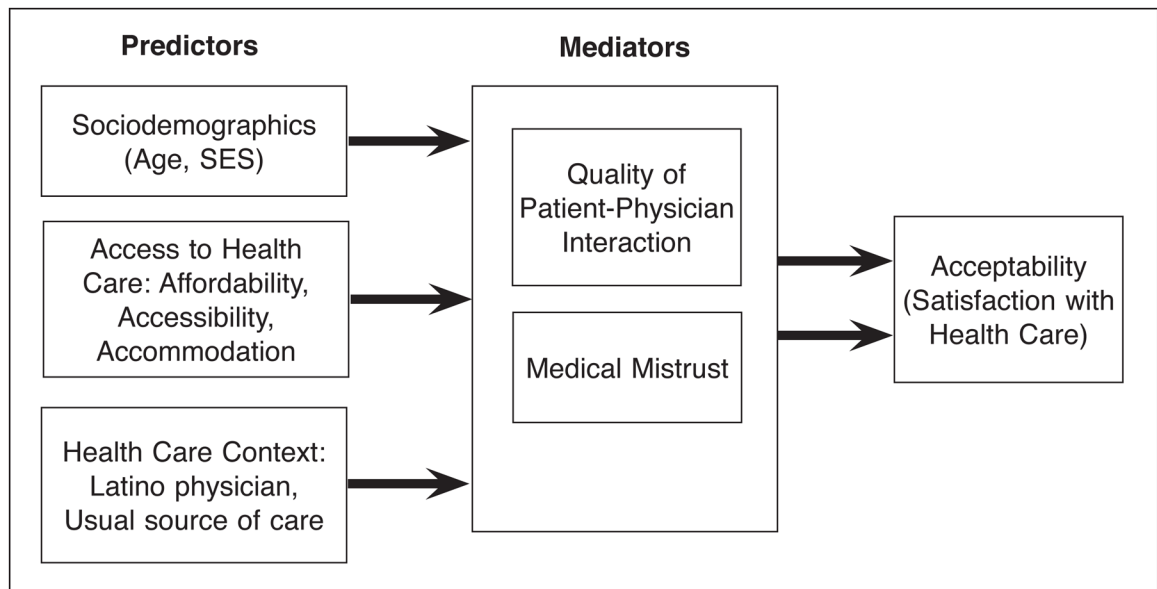 Predictors
Mediators
Sociodemographics
(Age, SES)
Access to Health
Care: Affordability,
Accessibility,
Accommodation
Health Care Context:
Latino physician,
Usual source of care
Quality of
Patient-Physician
Interaction
Medical Mistrust
Acceptability
(Satisfaction with
Health Care)